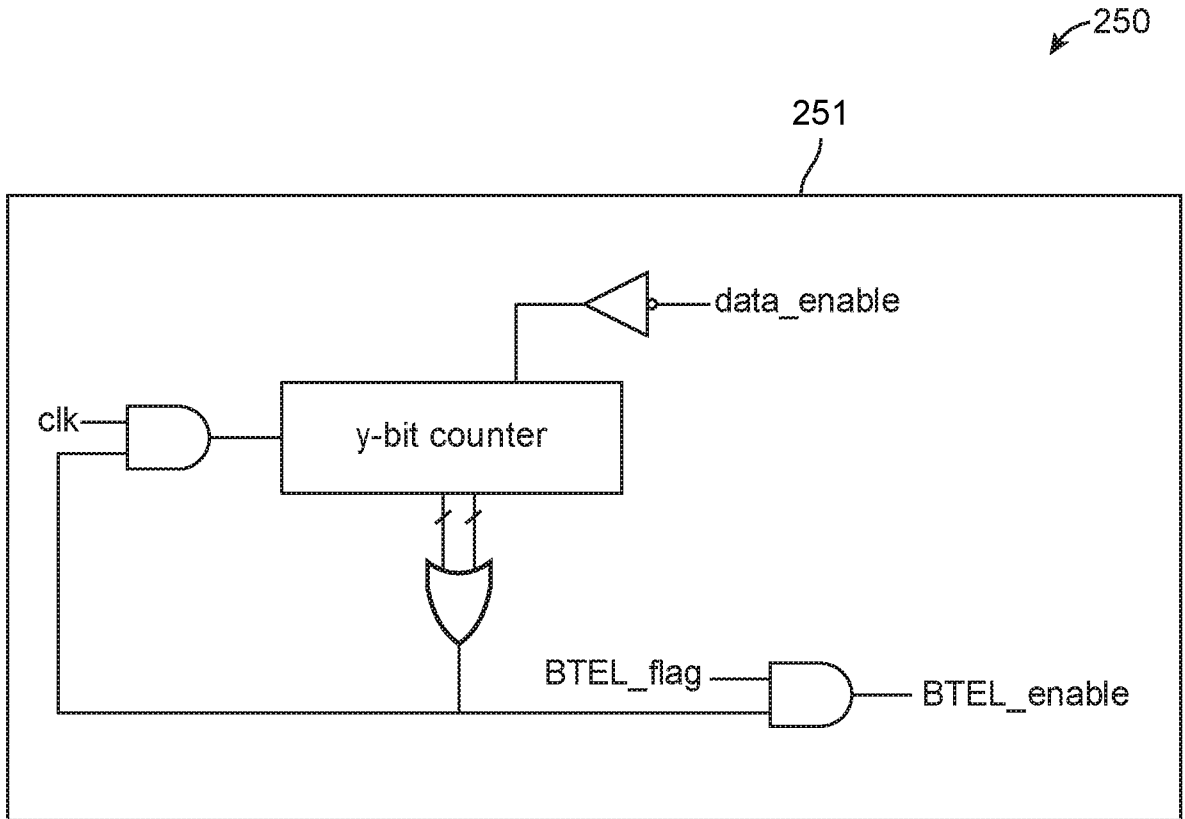 250
251
data_enable
clk
y-bit counter
BTEL_flag
BTEL_enable